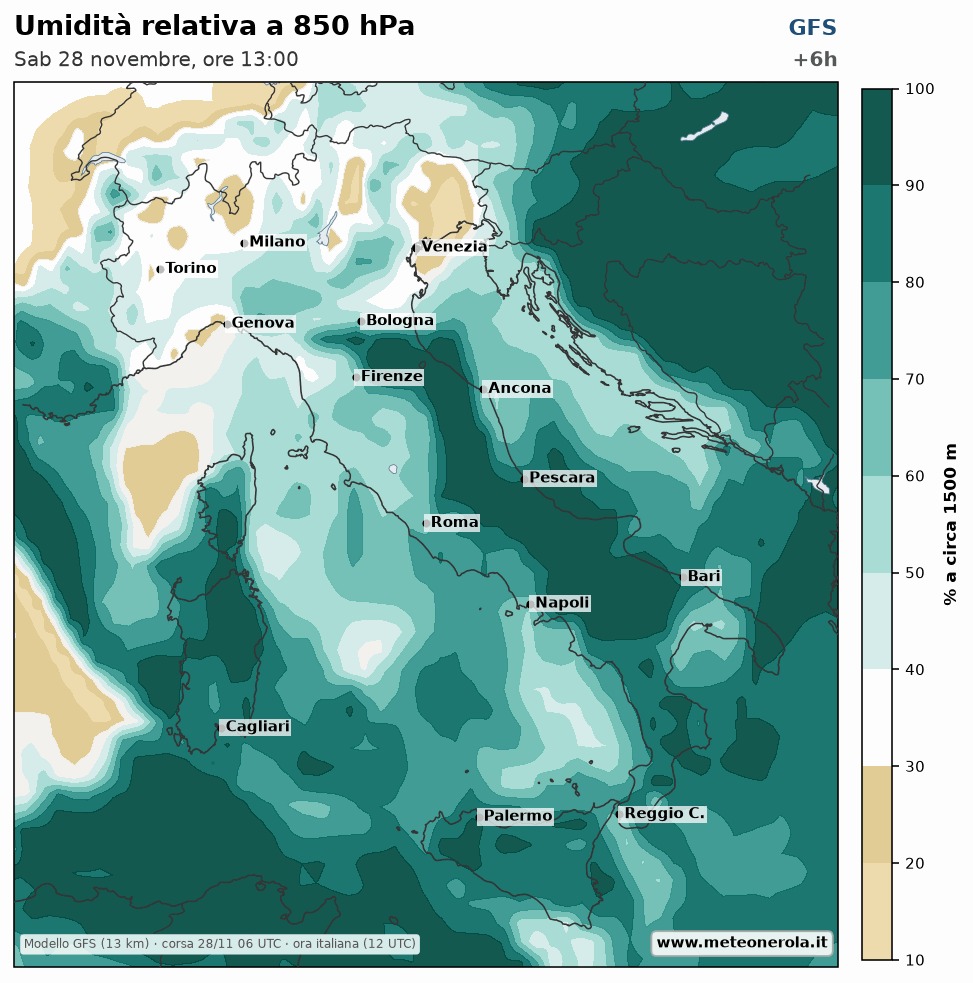 Umidità relativa a 850 hPa
GFS
Sab 28 novembre, ore 13:00
+6h
100
90
80
70
60
50
40
30
20
10
% a circa 1500 m
Milano
Venezia
Torino
Genova
Bologna
Firenze
Ancona
Pescara
Roma
Bari
Napoli
Cagliari
Palermo
Reggio C.
Modello GFS (13 km) · corsa 28/11 06 UTC · ora italiana (12 UTC)
www.meteonerola.it